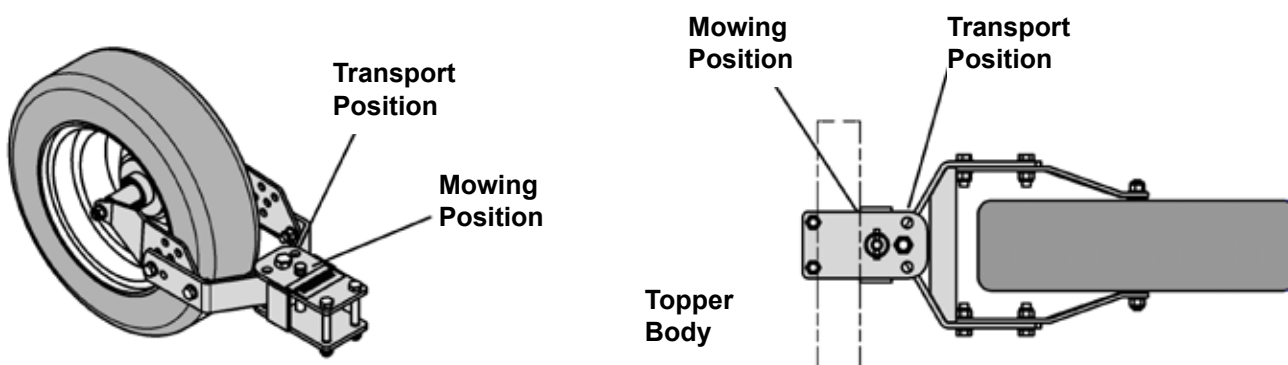 Transport
Position
Mowing
Position
Mowing
Position
Transport
Position
Topper
Body